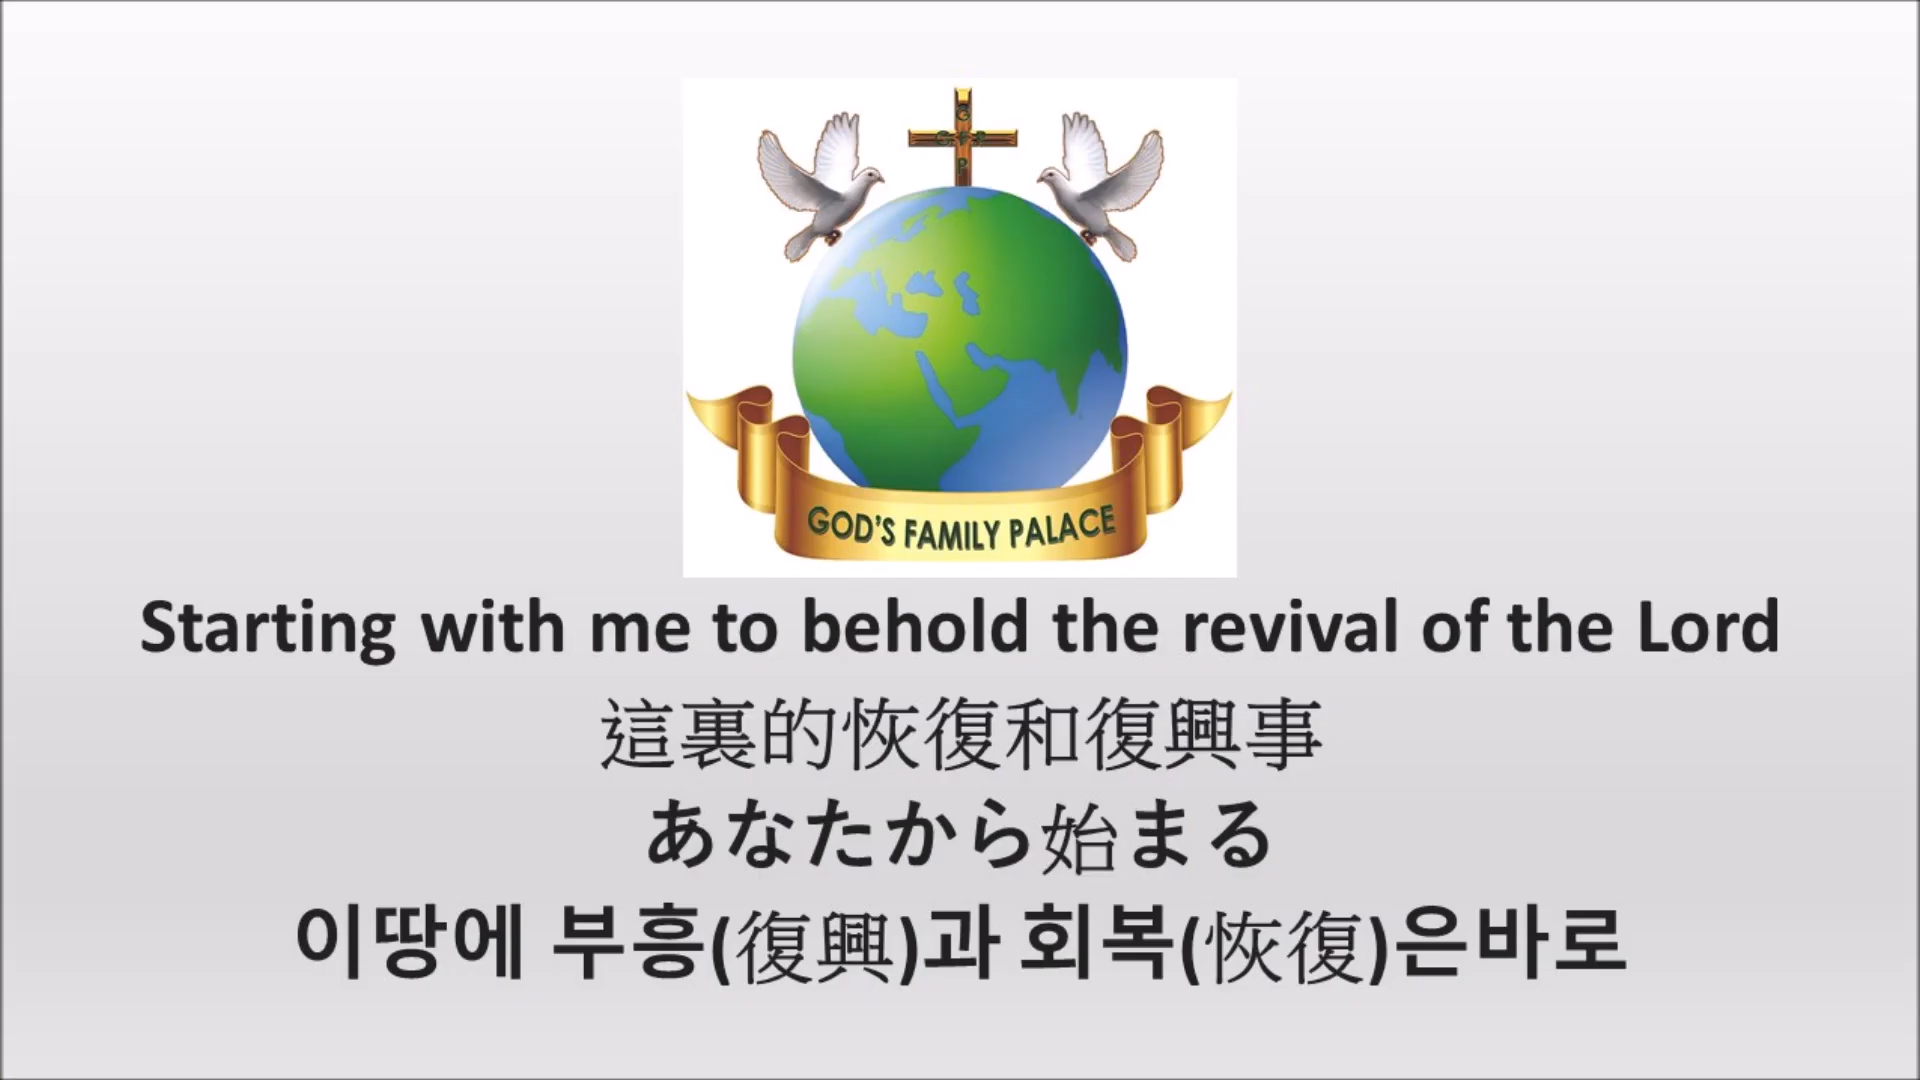 G
G F P
P
GOD'S FAMILY PALACE
Starting with me to behold the revival of the Lord
這裏的恢復和復興事
あなたから始まる
이땅에 부흥(復興)과 회복(恢復)은바로